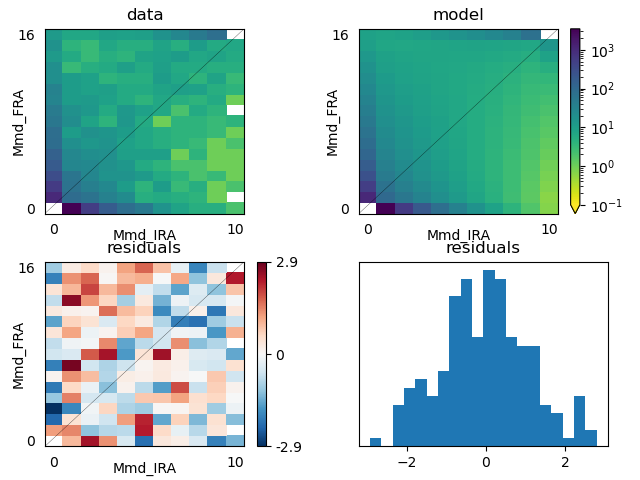 data
model
16
Mmd_FRA
0
0
10
Mmd_IRA
16
Mmd_FRA
0
0
10
Mmd_IRA
10³
10²
10¹
10⁰
10⁻¹
residuals
residuals
16
Mmd_FRA
0
0
10
Mmd_IRA
2.9
0
-2.9
−2
0
2